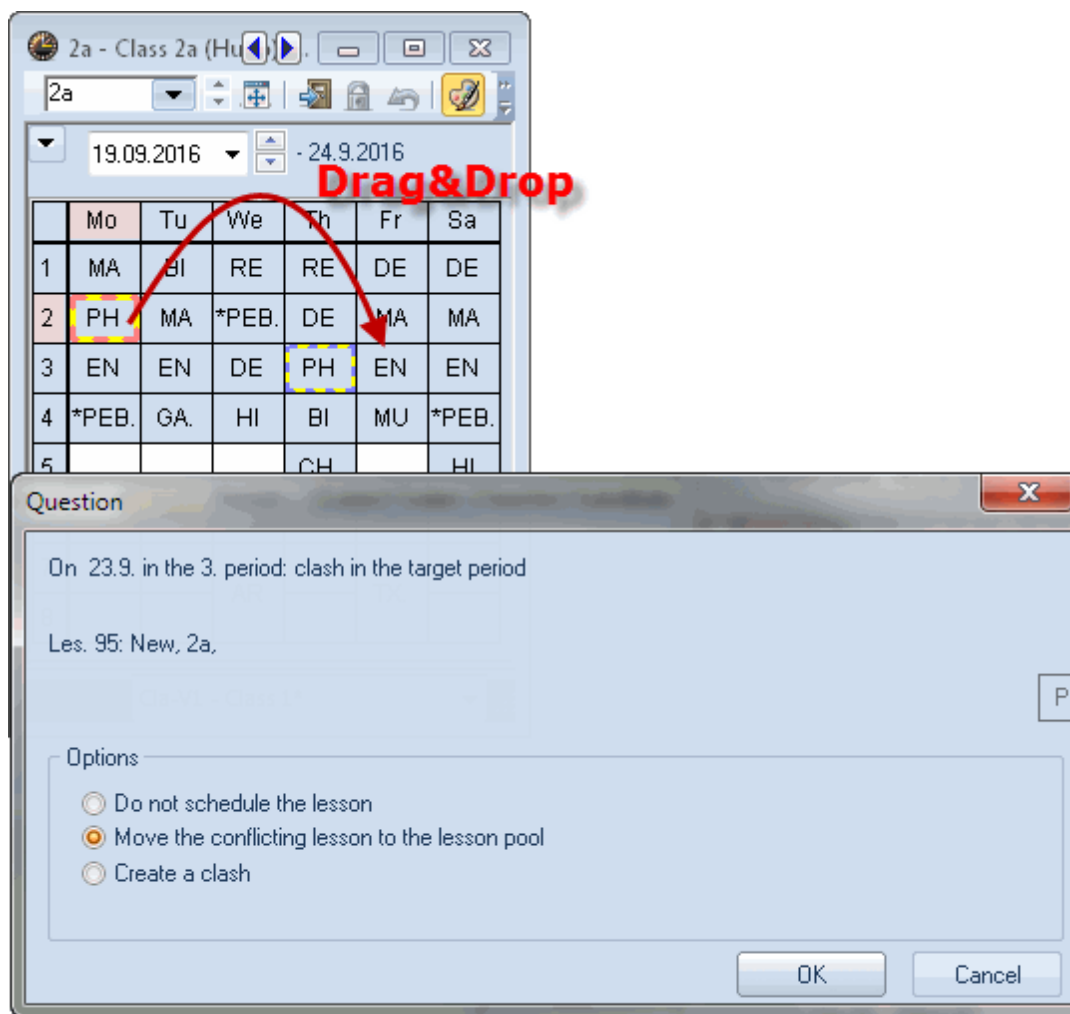 2a - Class 2a (Hu
2a
19.09.2016 - 24.9.2016
Drag&Drop
Mo Tu We Th Fr Sa
1 MA BI RE RE DE DE
2 PH MA *PEB. DE MA MA
3 EN EN DE PH EN EN
4 *PEB. GA. HI BI MU *PEB.
5 CH HI
Question
On 23.9. in the 3. period: clash in the target period
Les. 95: New, 2a,
P
Options
Do not schedule the lesson
Move the conflicting lesson to the lesson pool
Create a clash
OK Cancel